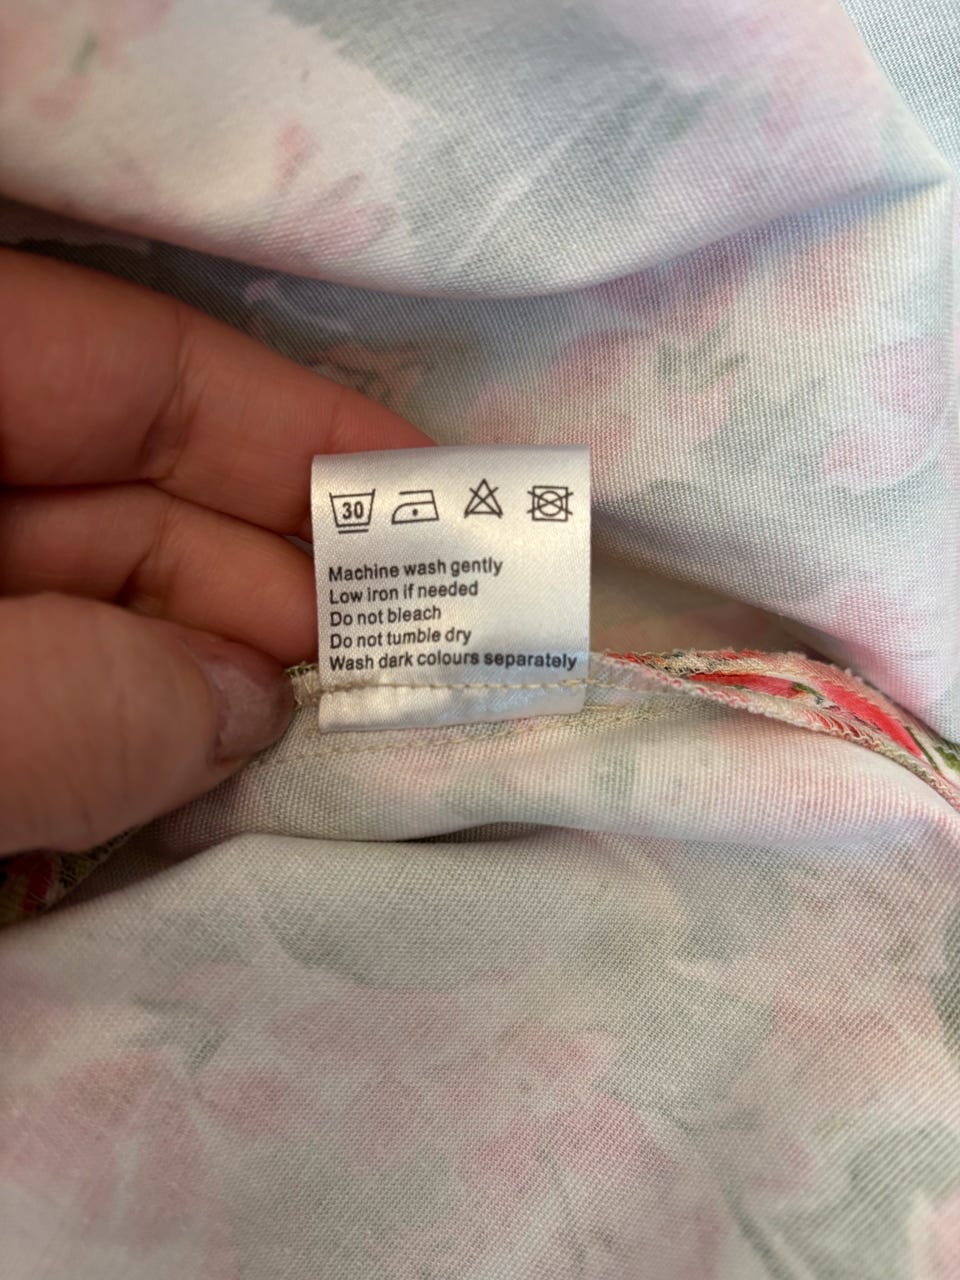 30
Machine wash gently
Low iron if needed
Do not bleach
Do not tumble dry
Wash dark colours separately